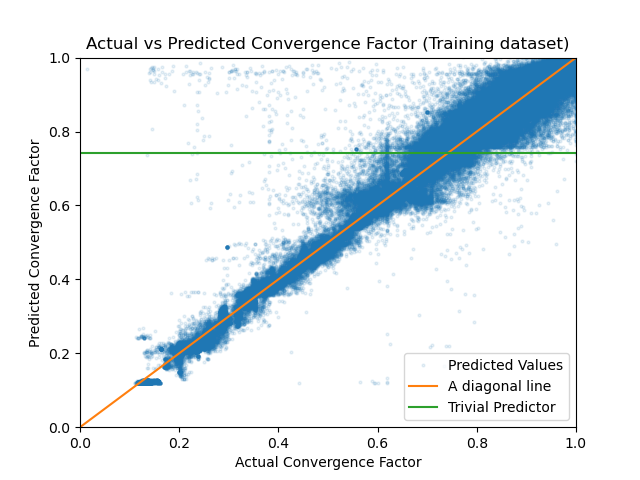 Actual vs Predicted Convergence Factor (Training dataset)
Predicted Convergence Factor
1.0
0.8
0.6
0.4
0.2
0.0
Predicted Values
A diagonal line
Trivial Predictor
0.0 0.2 0.4 0.6 0.8 1.0
Actual Convergence Factor